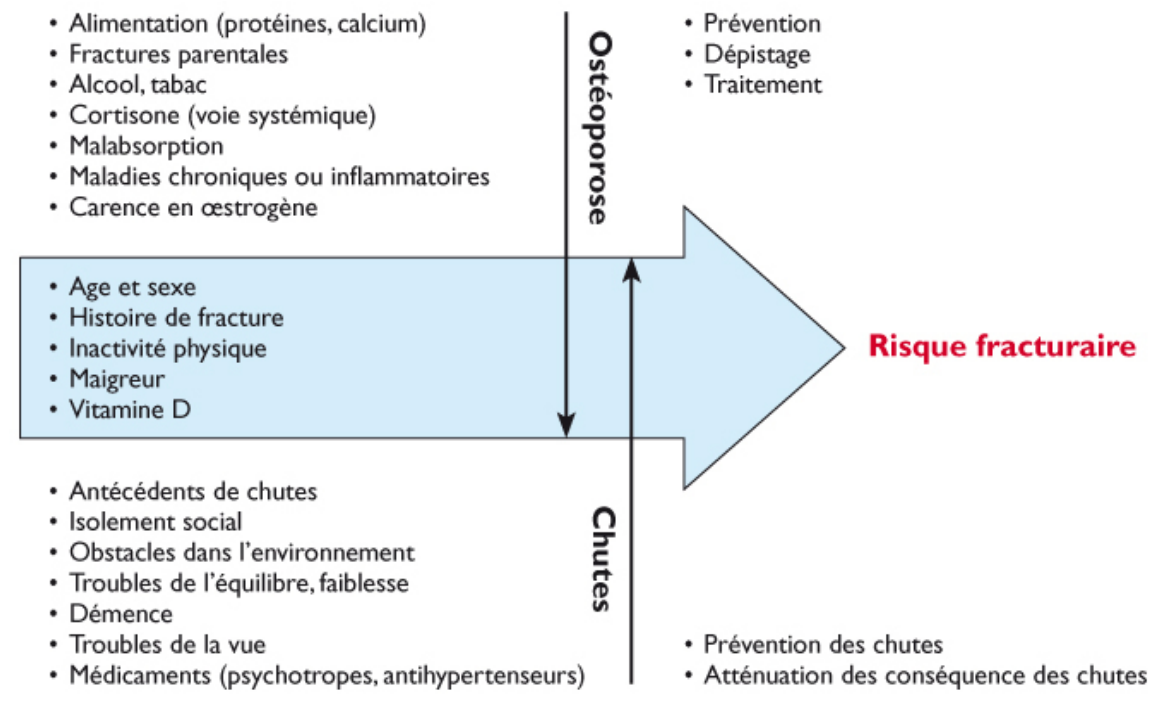 • Alimentation (protéines, calcium)
• Fractures parentales
• Alcool, tabac
• Cortisone (voie systémique)
• Malabsorption
• Maladies chroniques ou inflammatoires
• Carence en œstrogène
Ostéoporose
• Prévention
• Dépistage
• Traitement
• Age et sexe
• Histoire de fracture
• Inactivité physique
• Maigreur
• Vitamine D
Risque fracturaire
• Antécédents de chutes
• Isolement social
• Obstacles dans l’environnement
• Troubles de l’équilibre, faiblesse
• Démence
• Troubles de la vue
• Médicaments (psychotropes, antihypertenseurs)
Chutes
• Prévention des chutes
• Atténuation des conséquence des chutes